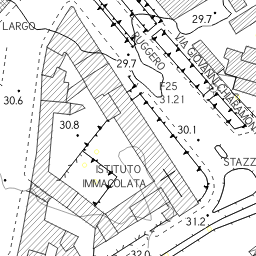 LARGO
29.7
RUGGERO
VIA GIOVANNI CHIARAMON
29.7
F25
31.21
30.6
30.8
30.1
STAZZ
ISTITUTO
IMMACOLATA
31.2
32.0